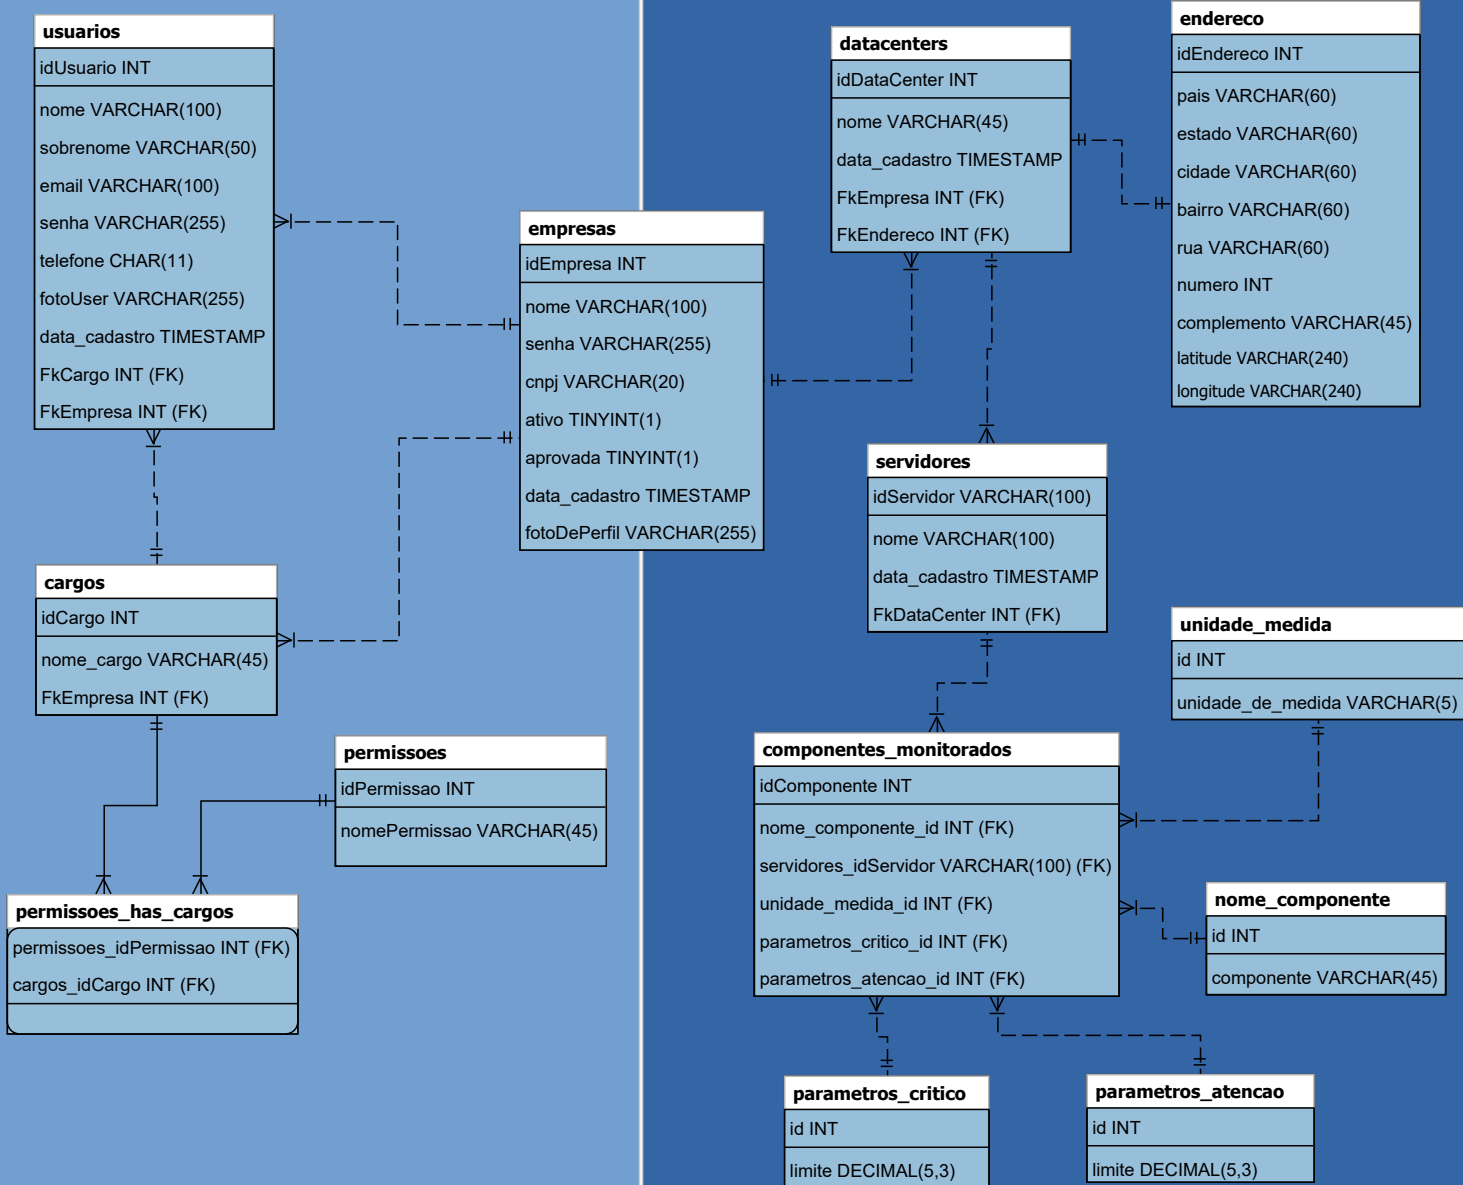 usuarios
idUsuario INT
nome VARCHAR(100)
sobrenome VARCHAR(50)
email VARCHAR(100)
senha VARCHAR(255)
telefone CHAR(11)
fotoUser VARCHAR(255)
data_cadastro TIMESTAMP
FkCargo INT (FK)
FkEmpresa INT (FK)
cargos
idCargo INT
nome_cargo VARCHAR(45)
FkEmpresa INT (FK)
permissoes
idPermissao INT
nomePermissao VARCHAR(45)
permissoes_has_cargos
permissoes_idPermissao INT (FK)
cargos_idCargo INT (FK)
empresas
idEmpresa INT
nome VARCHAR(100)
senha VARCHAR(255)
cnpj VARCHAR(20)
ativo TINYINT(1)
aprovada TINYINT(1)
data_cadastro TIMESTAMP
fotoDePerfil VARCHAR(255)
datacenters
idDataCenter INT
nome VARCHAR(45)
data_cadastro TIMESTAMP
FkEmpresa INT (FK)
FkEndereco INT (FK)
endereco
idEndereco INT
pais VARCHAR(60)
estado VARCHAR(60)
cidade VARCHAR(60)
bairro VARCHAR(60)
rua VARCHAR(60)
numero INT
complemento VARCHAR(45)
latitude VARCHAR(240)
longitude VARCHAR(240)
servidores
idServidor VARCHAR(100)
nome VARCHAR(100)
data_cadastro TIMESTAMP
FkDataCenter INT (FK)
unidade_medida
id INT
unidade_de_medida VARCHAR(5)
componentes_monitorados
idComponente INT
nome_componente_id INT (FK)
servidores_idServidor VARCHAR(100) (FK)
unidade_medida_id INT (FK)
parametros_critico_id INT (FK)
parametros_atencao_id INT (FK)
nome_componente
id INT
componente VARCHAR(45)
parametros_critico
id INT
limite DECIMAL(5,3)
parametros_atencao
id INT
limite DECIMAL(5,3)